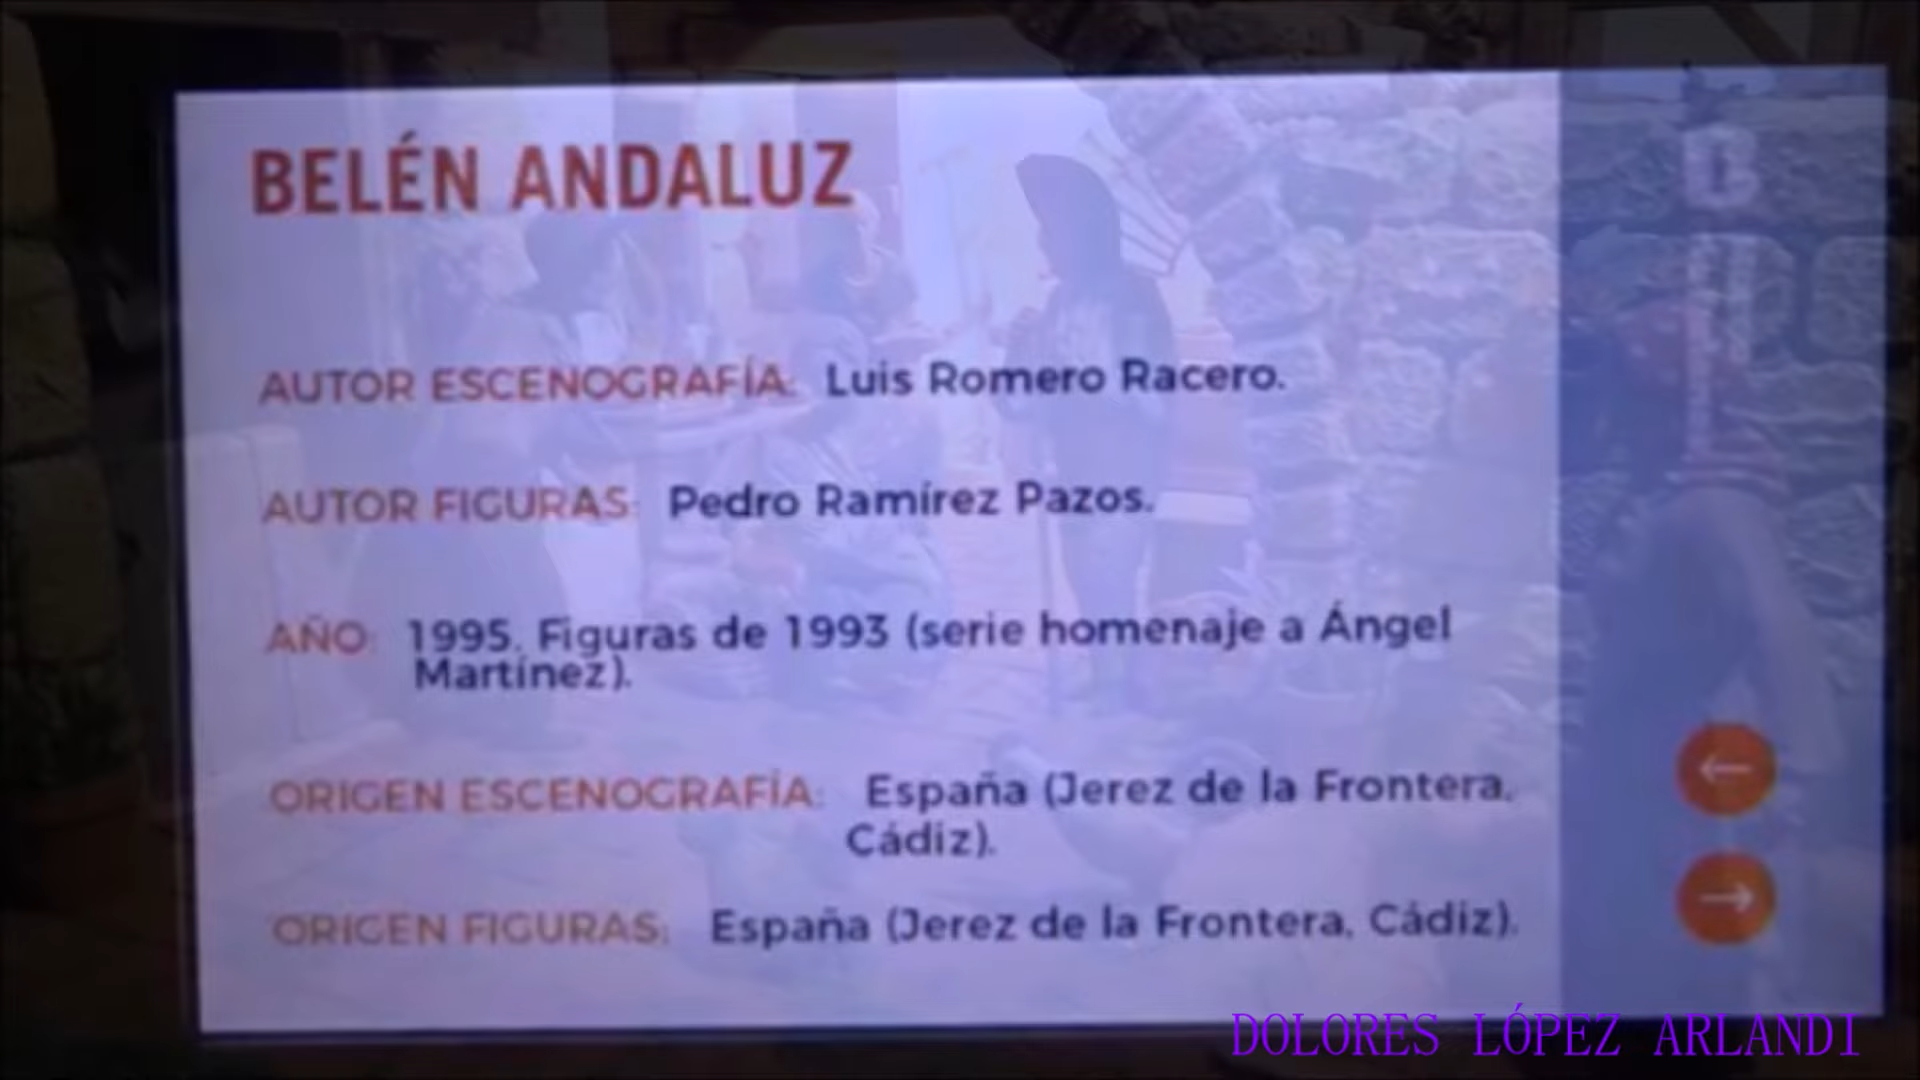 BELÉN ANDALUZ
AUTOR ESCENOGRAFÍA: Luis Romero Racero.
AUTOR FIGURAS: Pedro Ramírez Pazos.
AÑO: 1995. Figuras de 1993 (serie homenaje a Ángel
Martínez).
ORIGEN ESCENOGRAFÍA: España (Jerez de la Frontera,
Cádiz).
ORIGEN FIGURAS: España (Jerez de la Frontera, Cádiz).
DOLORES LÓPEZ ARLANDI